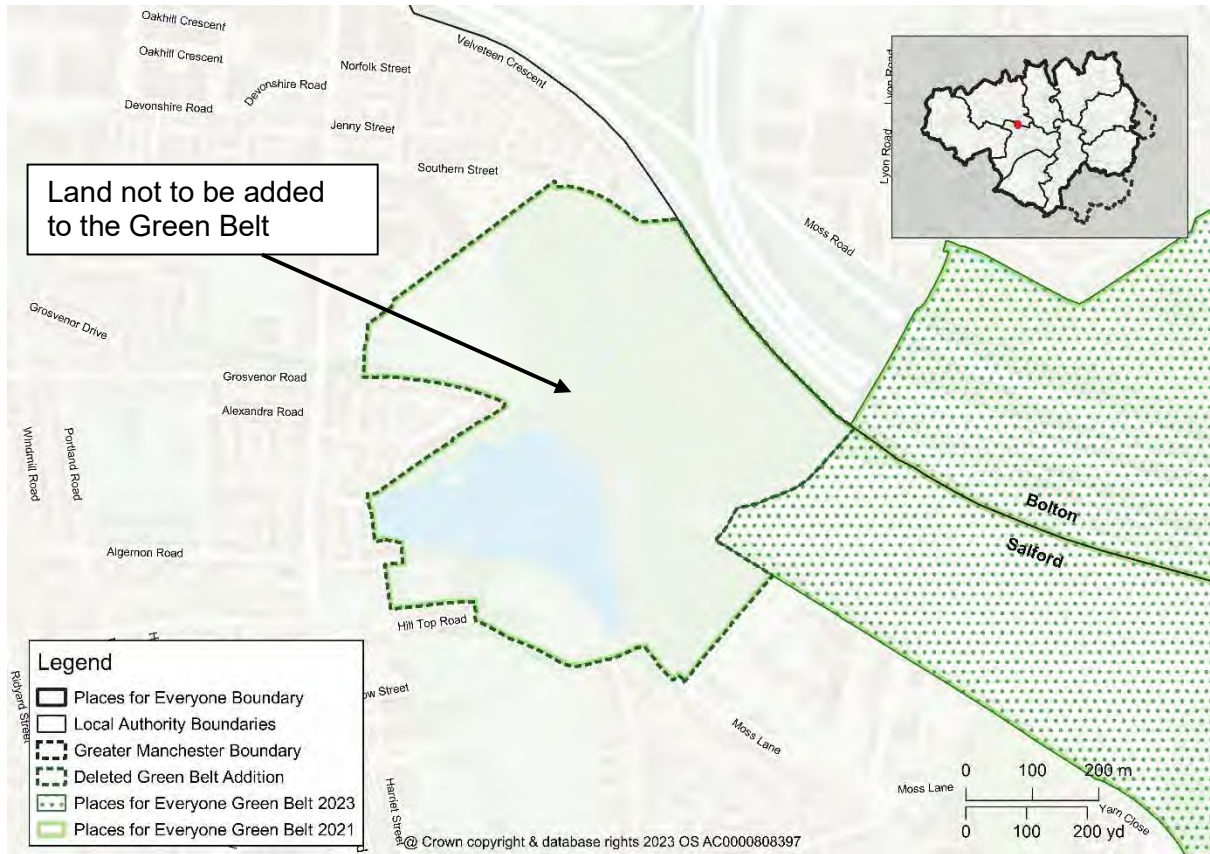 Oakhill Crescent
Oakhill Crescent
Devonshire Road
Devonshire Road
Norfolk Street
Jenny Street
Southern Street
Velveteen Crescent
Lyon Road
Lyon Road
Moss Road
Land not to be added
to the Green Belt
Grosvenor Drive
Grosvenor Road
Alexandra Road
Windmill Road
Portland Road
Algernon Road
Bolton
Salford
Hill Top Road
Ridyard Street
ow Street
Harriet Street
Moss Lane
Moss Lane
Yarn Close
Legend
Places for Everyone Boundary
Local Authority Boundaries
Greater Manchester Boundary
Deleted Green Belt Addition
Places for Everyone Green Belt 2023
Places for Everyone Green Belt 2021
0 100 200 m
0 100 200 yd
@ Crown copyright & database rights 2023 OS AC0000808397